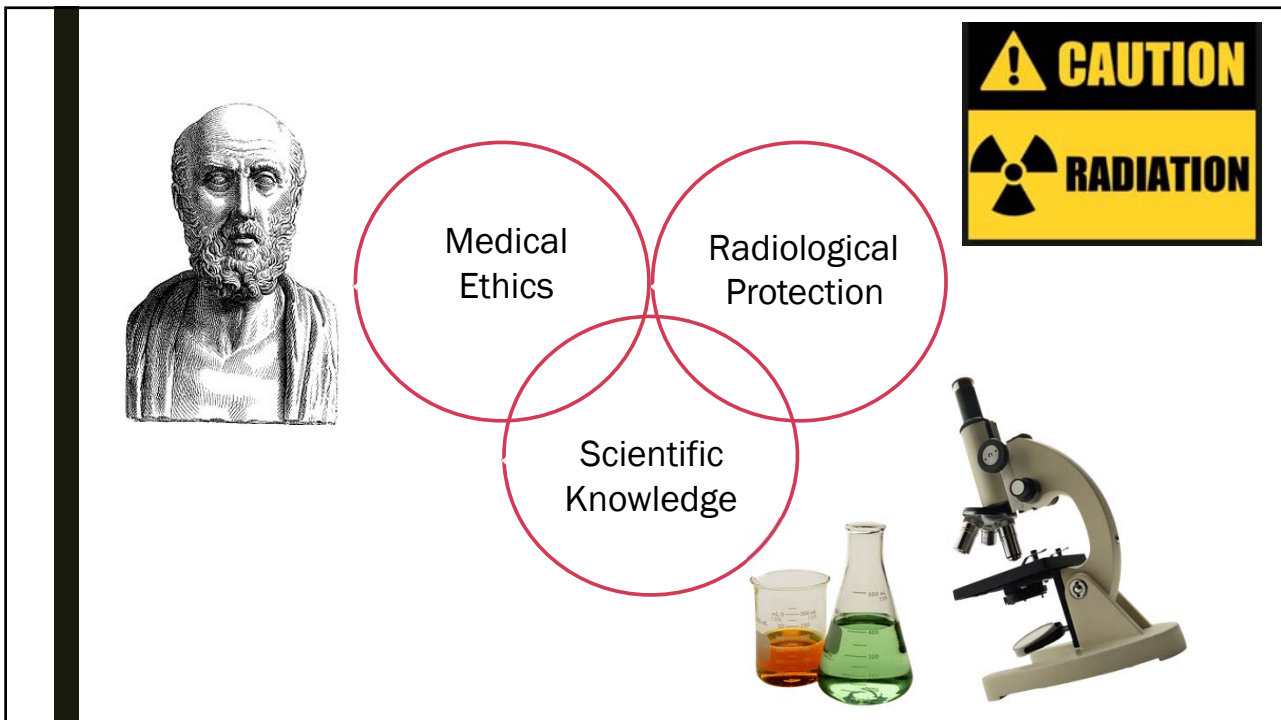 CAUTION
RADIATION
Medical
Ethics
Radiological
Protection
Scientific
Knowledge